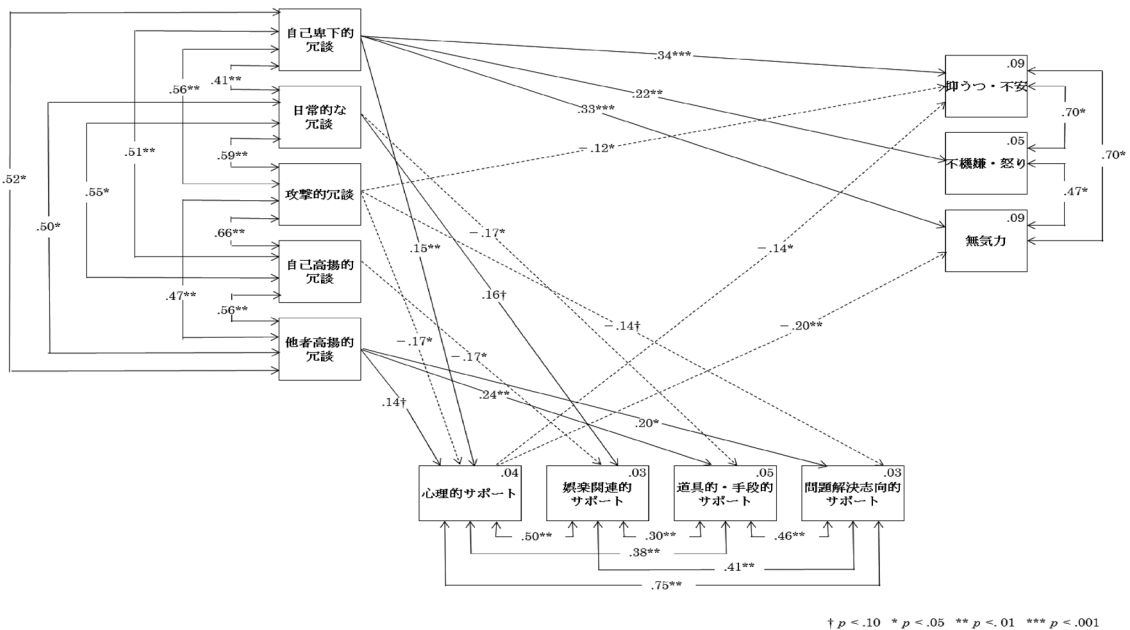 自己卑下的
冗談
日常的な
冗談
攻撃的冗談
自己高揚的
冗談
他者高揚的
冗談
.41**
.56**
.59**
.51**
.52*
.55*
.50*
.66**
.47**
.56**
.34***
.22**
.33***
−.12*
.15**
−.17*
.16†
−.14*
−.14†
−.20**
−.17*
−.17*
.24**
.14†
.20*
.09
抑うつ・不安
.05
不機嫌・怒り
.09
無気力
.70*
.47*
.70*
.04
心理的サポート
.03
娯楽関連的
サポート
.05
道具的・手段的
サポート
.03
問題解決志向的
サポート
.50**
.30**
.46**
.38**
.41**
.75**
† p < .10 * p < .05 ** p < . 01 *** p < .001